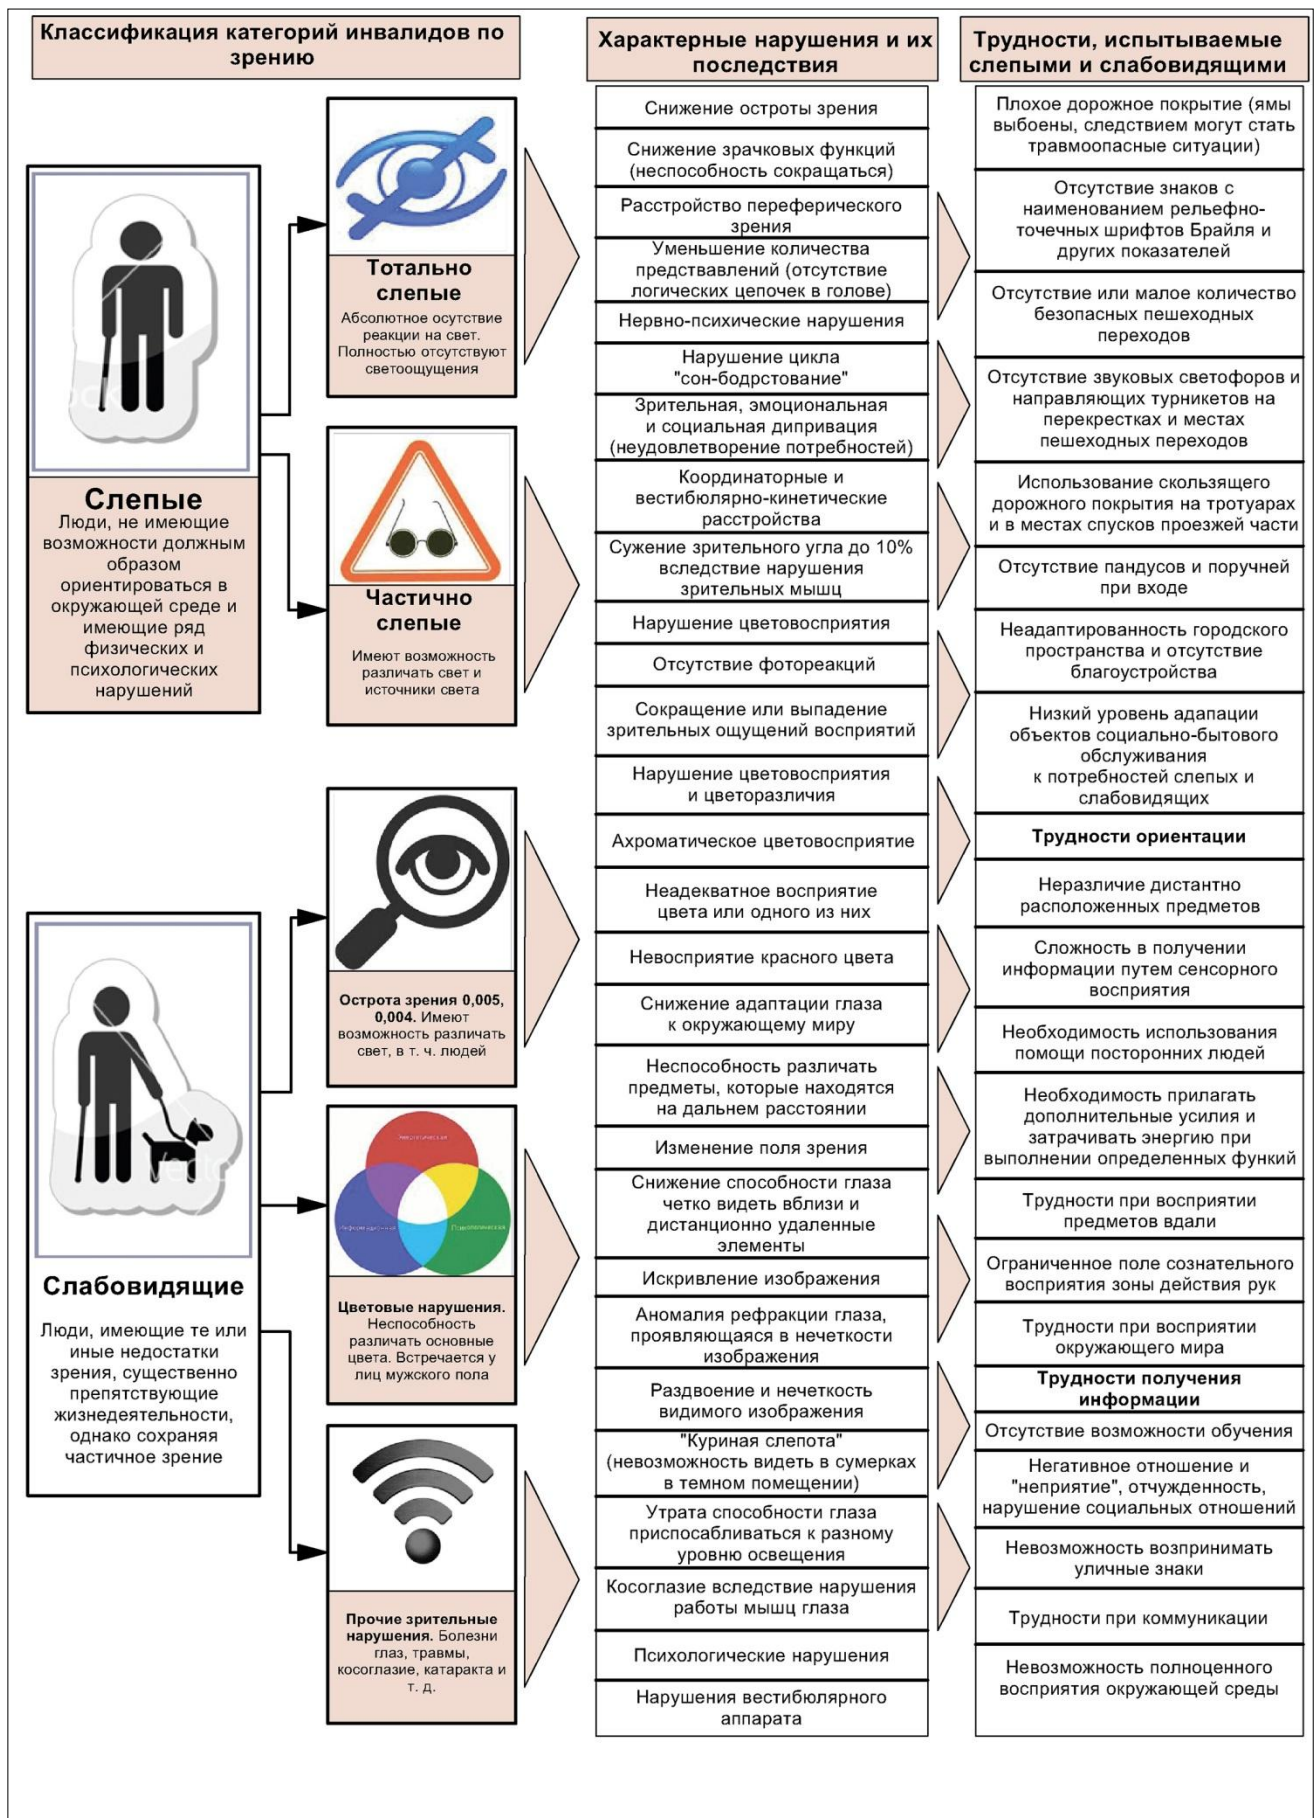 Классификация категорий инвалидов по
зрению
Слепые
Люди, не имеющие
возможности должным
образом
ориентироваться в
окружающей среде и
имеющие ряд
физических и
психологических
нарушений
Тотально
слепые
Абсолютное осутствие
реакции на свет.
Полностью отсутствуют
светоощущения
Частично
слепые
Имеют возможность
различать свет и
источники света
Слабовидящие
Люди, имеющие те или
иные недостатки
зрения, существенно
препятствующие
жизнедеятельности,
однако сохраняя
частичное зрение
Острота зрения 0,005,
0,004. Имеют
возможность различать
свет, в т. ч. людей
Энергетическая
Информационная
Психологическая
Цветовые нарушения.
Неспособность
различать основные
цвета. Встречается у
лиц мужского пола
Прочие зрительные
нарушения. Болезни
глаз, травмы,
косоглазие, катаракта и
т. д.
Характерные нарушения и их
последствия
Снижение остроты зрения
Снижение зрачковых функций
(неспособность сокращаться)
Расстройство переферического
зрения
Уменьшение количества
предствавлений (отсутствие
логических цепочек в голове)
Нервно-психические нарушения
Нарушение цикла
"сон-бодрстование"
Зрительная, эмоциональная
и социальная дипривация
(неудовлетворение потребностей)
Координаторные и
вестибулярно-кинетические
расстройства
Сужение зрительного угла до 10%
вследствие нарушения
зрительных мышц
Нарушение цветовосприятия
Отсутствие фотореакций
Сокращение или выпадение
зрительных ощущений восприятий
Нарушение цветовосприятия
и цветоразличия
Ахроматическое цветовосприятие
Неадекватное восприятие
цвета или одного из них
Невосприятие красного цвета
Снижение адаптации глаза
к окружающему миру
Неспособность различать
предметы, которые находятся
на дальнем расстоянии
Изменение поля зрения
Снижение способности глаза
четко видеть вблизи и
дистанционно удаленные
элементы
Искривление изображения
Аномалия рефракции глаза,
проявляющаяся в нечеткости
изображения
Раздвоение и нечеткость
видимого изображения
"Куриная слепота"
(невозможность видеть в сумерках
в темном помещении)
Утрата способности глаза
приспосабливаться к разному
уровню освещения
Косоглазие вследствие нарушения
работы мышц глаза
Психологические нарушения
Нарушения вестибулярного
аппарата
Трудности, испытываемые
слепыми и слабовидящими
Плохое дорожное покрытие (ямы
выбоены, следствием могут стать
травмоопасные ситуации)
Отсутствие знаков с
наименованием рельефно-
точечных шрифтов Брайля и
других показателей
Отсутствие или малое количество
безопасных пешеходных
переходов
Отсутствие звуковых светофоров и
направляющих турникетов на
перекрестках и местах
пешеходных переходов
Использование скользящего
дорожного покрытия на тротуарах
и в местах спусков проезжей части
Отсутствие пандусов и поручней
при входе
Неадаптированность городского
пространства и отсутствие
благоустройства
Низкий уровень адапации
объектов социально-бытового
обслуживания
к потребностей слепых и
слабовидящих
Трудности ориентации
Неразличие дистантно
расположенных предметов
Сложность в получении
информации путем сенсорного
восприятия
Необходимость использования
помощи посторонних людей
Необходимость прилагать
дополнительные усилия и
затрачивать энергию при
выполнении определенных функий
Трудности при восприятии
предметов вдали
Ограниченное поле сознательного
восприятия зоны действия рук
Трудности при восприятии
окружающего мира
Трудности получения
информации
Отсутствие возможности обучения
Негативное отношение и
"неприятие", отчужденность,
нарушение социальных отношений
Невозможность возпринимать
уличные знаки
Трудности при коммуникации
Невозможность полноценного
восприятия окружающей среды